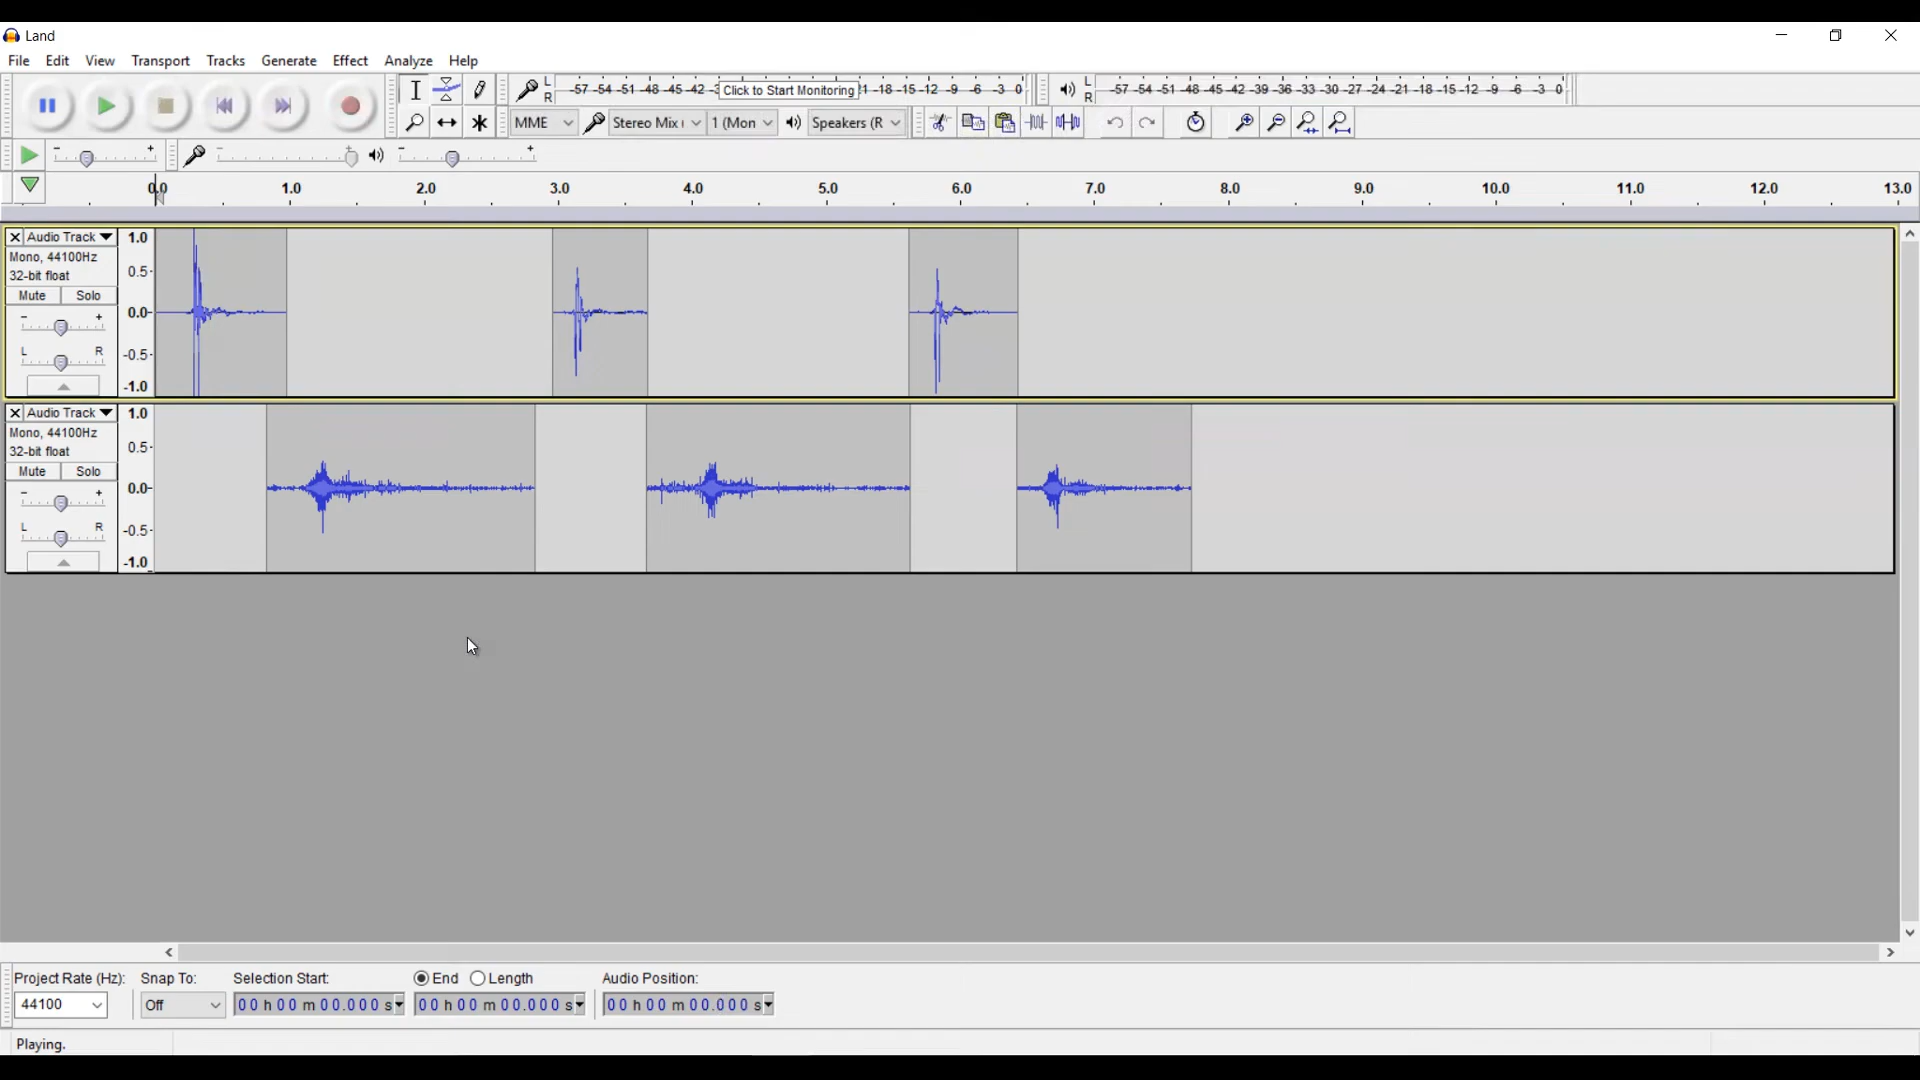 Land
File Edit View Transport Tracks Generate Effect Analyze Help
L R -57 -54 -51 -48 -45 -42 -3 Click to Start Monitoring 1 -18 -15 -12 -9 -6 -3 0 L R -57 -54 -51 -48 -45 -42 -39 -36 -33 -30 -27 -24 -21 -18 -15 -12 -9 -6 -3 0
MME Stereo Mix ( 1 (Mon Speakers (R
- + - + - +
0.0 1.0 2.0 3.0 4.0 5.0 6.0 7.0 8.0 9.0 10.0 11.0 12.0 13.0
X Audio Track 1.0
Mono, 44100Hz
32-bit float 0.5
Mute Solo
- + 0.0
L R -0.5
-1.0
X Audio Track 1.0
Mono, 44100Hz
32-bit float 0.5
Mute Solo
- + 0.0
L R -0.5
-1.0
Project Rate (Hz): Snap To: Selection Start: End Length Audio Position:
44100 Off 00 h 00 m 00.000 s 00 h 00 m 00.000 s 00 h 00 m 00.000 s
Playing.